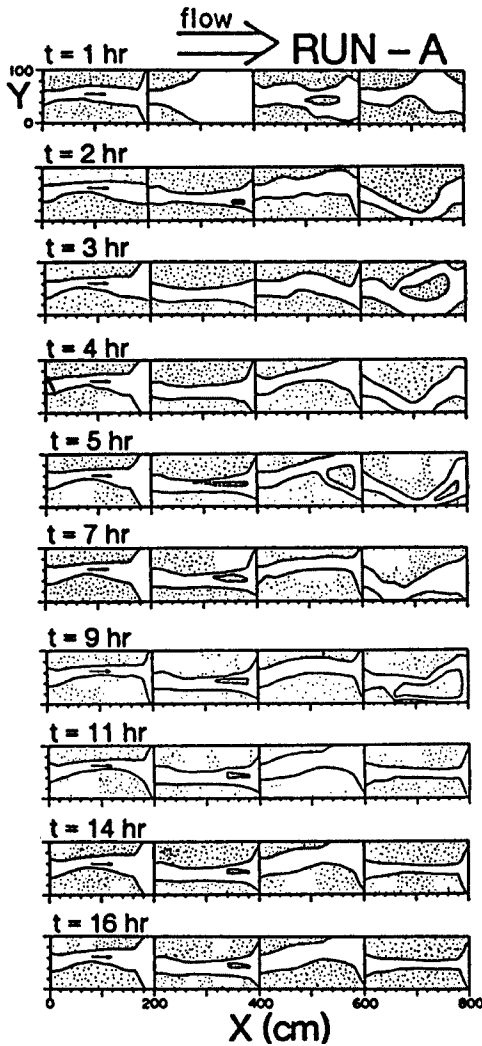 flow
RUN - A
t = 1 hr
100
Y
0
t = 2 hr
t = 3 hr
t = 4 hr
t = 5 hr
t = 7 hr
t = 9 hr
t = 11 hr
t = 14 hr
t = 16 hr
0 200 400 600 800
X (cm)